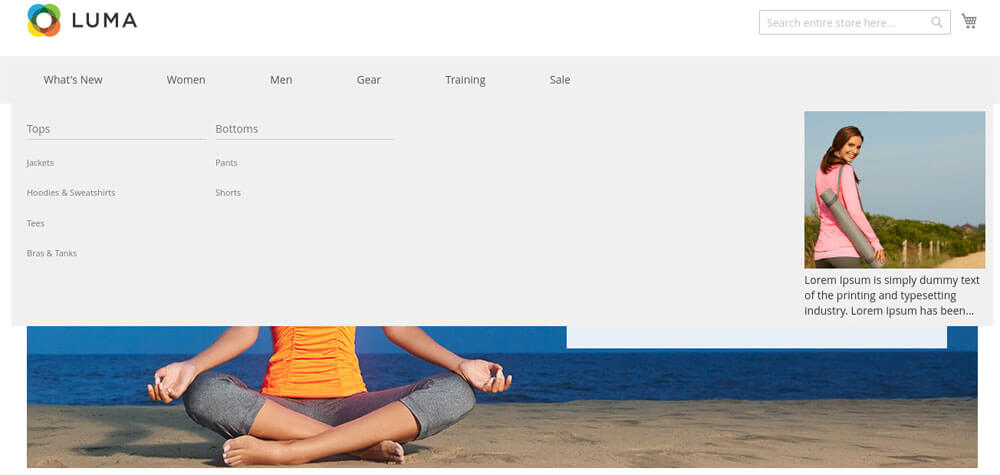 LUMA
Search entire store here...
What's New
Women
Men
Gear
Training
Sale
Tops
Bottoms
Jackets
Pants
Hoodies & Sweatshirts
Shorts
Tees
Bras & Tanks
Lorem Ipsum is simply dummy text
of the printing and typesetting
industry. Lorem Ipsum has been...